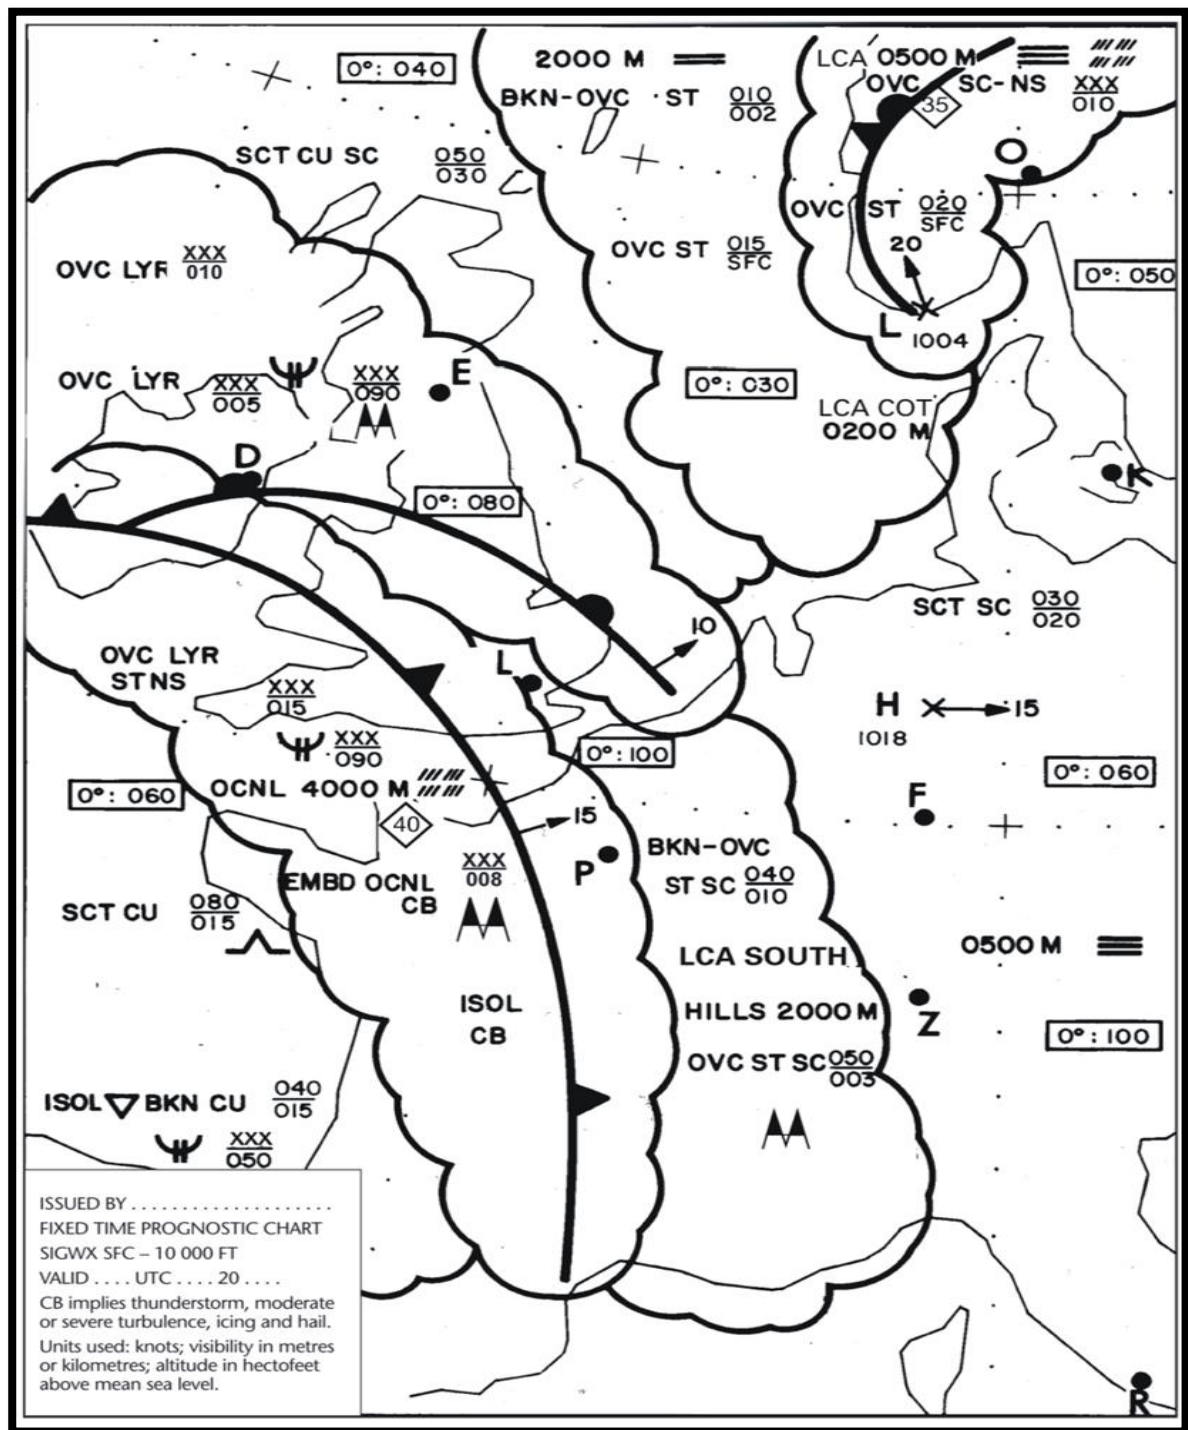 0°: 040
2000 M
LCA 0500 M
BKN-OVC ST 010
002
OVC SC-NS XXX
010
35
SCT CU SC 050
030
O
OVC ST 020
SFC
OVC LYR XXX
010
OVC ST 015
SFC
20
0°: 050
L
1004
OVC LYR XXX
005
XXX
090
E
0°: 030
LCA COT
0200 M
D
K
0°: 080
SCT SC 030
020
10
OVC LYR
STNS
XXX
015
L
H
1018
15
XXX
090
0°: 100
0°: 060
0°: 060
OCNL 4000 M
40
15
F
P
BKN-OVC
ST SC 040
010
EMBD OCNL
CB
XXX
008
SCT CU 080
015
LCA SOUTH
HILLS 2000 M
0500 M
Z
ISOL
CB
OVC ST SC 050
003
0°: 100
ISOL BKN CU 040
015
XXX
050
ISSUED BY . . . . . . . . . . . . . . . . . . . . .
FIXED TIME PROGNOSTIC CHART
SIGWX SFC – 10 000 FT
VALID . . . . UTC . . . . 20 . . . .
CB implies thunderstorm, moderate
or severe turbulence, icing and hail.
Units used: knots; visibility in metres
or kilometres; altitude in hectofeet
above mean sea level.
R